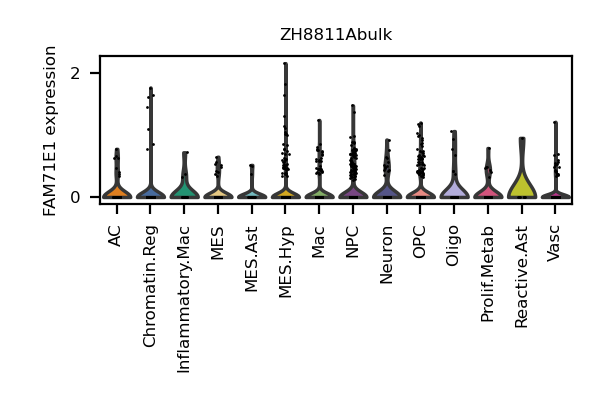 ZH8811Abulk
FAM71E1 expression
2
0
AC
Chromatin.Reg
Inflammatory.Mac
MES
MES.Ast
MES.Hyp
Mac
NPC
Neuron
OPC
Oligo
Prolif.Metab
Reactive.Ast
Vasc